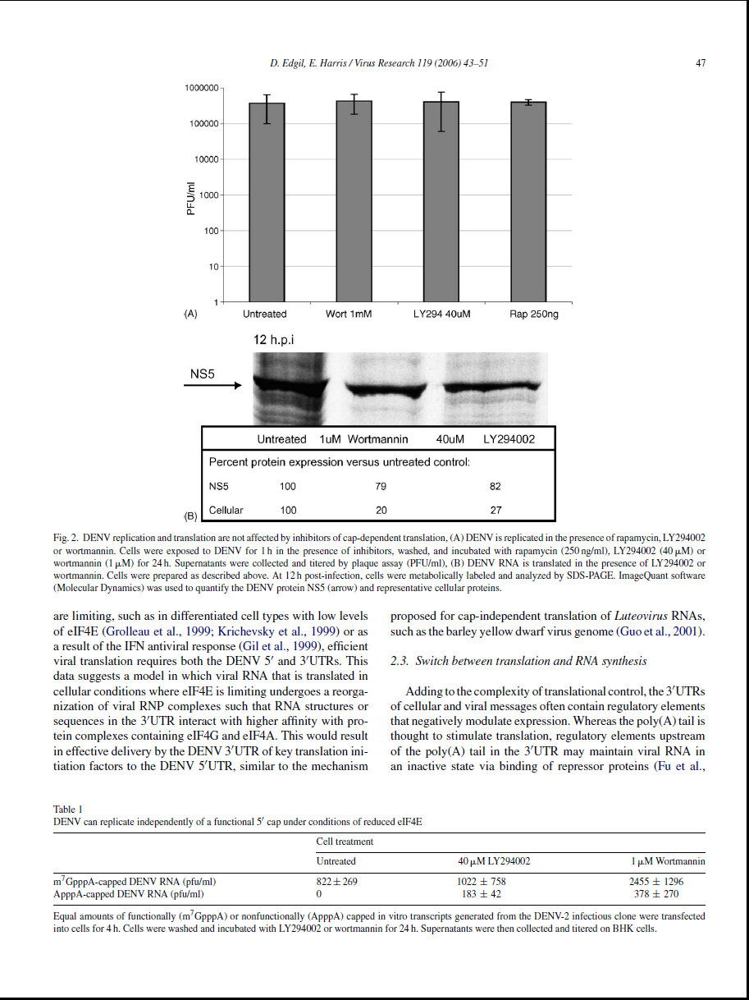 D. Edgil, E. Harris / Virus Research 119 (2006) 43–51
47
1000000
100000
10000
1000
100
10
1
PFU/ml
(A)
Untreated
Wort 1mM
LY294 40uM
Rap 250ng
12 h.p.i
NS5
Untreated 1uM Wortmannin 40uM LY294002
Percent protein expression versus untreated control:
NS5 100 79 82
Cellular 100 20 27
(B)
Fig. 2. DENV replication and translation are not affected by inhibitors of cap-dependent translation, (A) DENV is replicated in the presence of rapamycin, LY294002
or wortmannin. Cells were exposed to DENV for 1 h in the presence of inhibitors, washed, and incubated with rapamycin (250 ng/ml), LY294002 (40 μM) or
wortmannin (1 μM) for 24 h. Supernatants were collected and titered by plaque assay (PFU/ml), (B) DENV RNA is translated in the presence of LY294002 or
wortmannin. Cells were prepared as described above. At 12 h post-infection, cells were metabolically labeled and analyzed by SDS-PAGE. ImageQuant software
(Molecular Dynamics) was used to quantify the DENV protein NS5 (arrow) and representative cellular proteins.
are limiting, such as in differentiated cell types with low levels
of eIF4E (Grolleau et al., 1999; Krichevsky et al., 1999) or as
a result of the IFN antiviral response (Gil et al., 1999), efficient
viral translation requires both the DENV 5′ and 3′UTRs. This
data suggests a model in which viral RNA that is translated in
cellular conditions where eIF4E is limiting undergoes a reorga-
nization of viral RNP complexes such that RNA structures or
sequences in the 3′UTR interact with higher affinity with pro-
tein complexes containing eIF4G and eIF4A. This would result
in effective delivery by the DENV 3′UTR of key translation ini-
tiation factors to the DENV 5′UTR, similar to the mechanism
proposed for cap-independent translation of Luteovirus RNAs,
such as the barley yellow dwarf virus genome (Guo et al., 2001).
2.3. Switch between translation and RNA synthesis
Adding to the complexity of translational control, the 3′UTRs
of cellular and viral messages often contain regulatory elements
that negatively modulate expression. Whereas the poly(A) tail is
thought to stimulate translation, regulatory elements upstream
of the poly(A) tail in the 3′UTR may maintain viral RNA in
an inactive state via binding of repressor proteins (Fu et al.,
Table 1
DENV can replicate independently of a functional 5′ cap under conditions of reduced eIF4E
Cell treatment
Untreated 40 μM LY294002 1 μM Wortmannin
m⁷GpppA-capped DENV RNA (pfu/ml) 822 ± 269 1022 ± 758 2455 ± 1296
ApppA-capped DENV RNA (pfu/ml) 0 183 ± 42 378 ± 270
Equal amounts of functionally (m⁷GpppA) or nonfunctionally (ApppA) capped in vitro transcripts generated from the DENV-2 infectious clone were transfected
into cells for 4 h. Cells were washed and incubated with LY294002 or wortmannin for 24 h. Supernatants were then collected and titered on BHK cells.